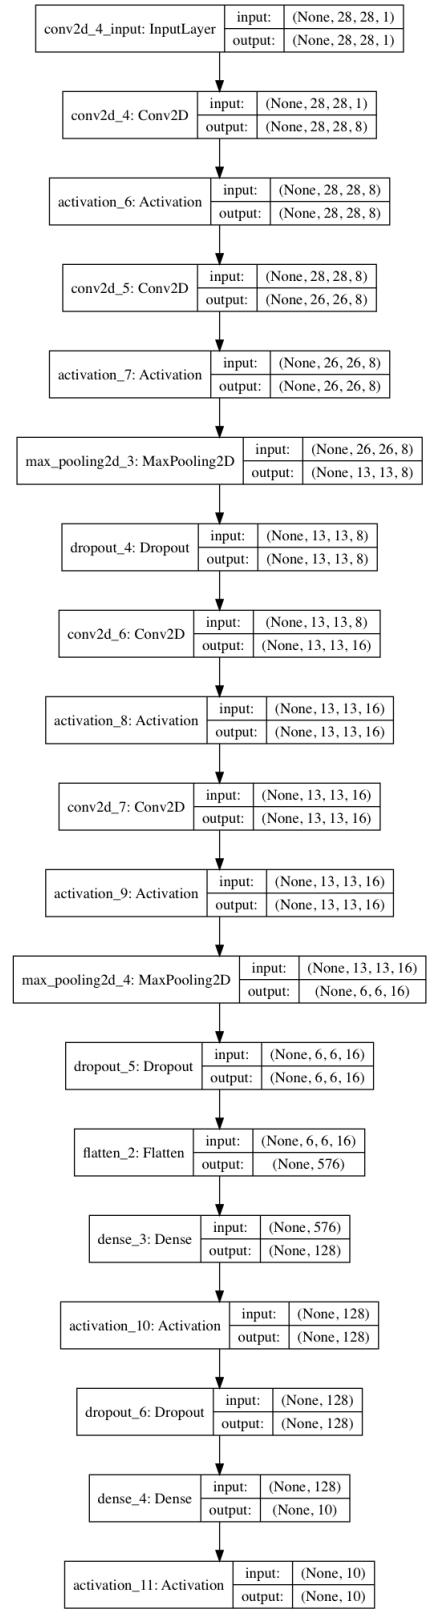 conv2d_4_input: InputLayer
input: (None, 28, 28, 1)
output: (None, 28, 28, 1)
conv2d_4: Conv2D
input: (None, 28, 28, 1)
output: (None, 28, 28, 8)
activation_6: Activation
input: (None, 28, 28, 8)
output: (None, 28, 28, 8)
conv2d_5: Conv2D
input: (None, 28, 28, 8)
output: (None, 26, 26, 8)
activation_7: Activation
input: (None, 26, 26, 8)
output: (None, 26, 26, 8)
max_pooling2d_3: MaxPooling2D
input: (None, 26, 26, 8)
output: (None, 13, 13, 8)
dropout_4: Dropout
input: (None, 13, 13, 8)
output: (None, 13, 13, 8)
conv2d_6: Conv2D
input: (None, 13, 13, 8)
output: (None, 13, 13, 16)
activation_8: Activation
input: (None, 13, 13, 16)
output: (None, 13, 13, 16)
conv2d_7: Conv2D
input: (None, 13, 13, 16)
output: (None, 13, 13, 16)
activation_9: Activation
input: (None, 13, 13, 16)
output: (None, 13, 13, 16)
max_pooling2d_4: MaxPooling2D
input: (None, 13, 13, 16)
output: (None, 6, 6, 16)
dropout_5: Dropout
input: (None, 6, 6, 16)
output: (None, 6, 6, 16)
flatten_2: Flatten
input: (None, 6, 6, 16)
output: (None, 576)
dense_3: Dense
input: (None, 576)
output: (None, 128)
activation_10: Activation
input: (None, 128)
output: (None, 128)
dropout_6: Dropout
input: (None, 128)
output: (None, 128)
dense_4: Dense
input: (None, 128)
output: (None, 10)
activation_11: Activation
input: (None, 10)
output: (None, 10)